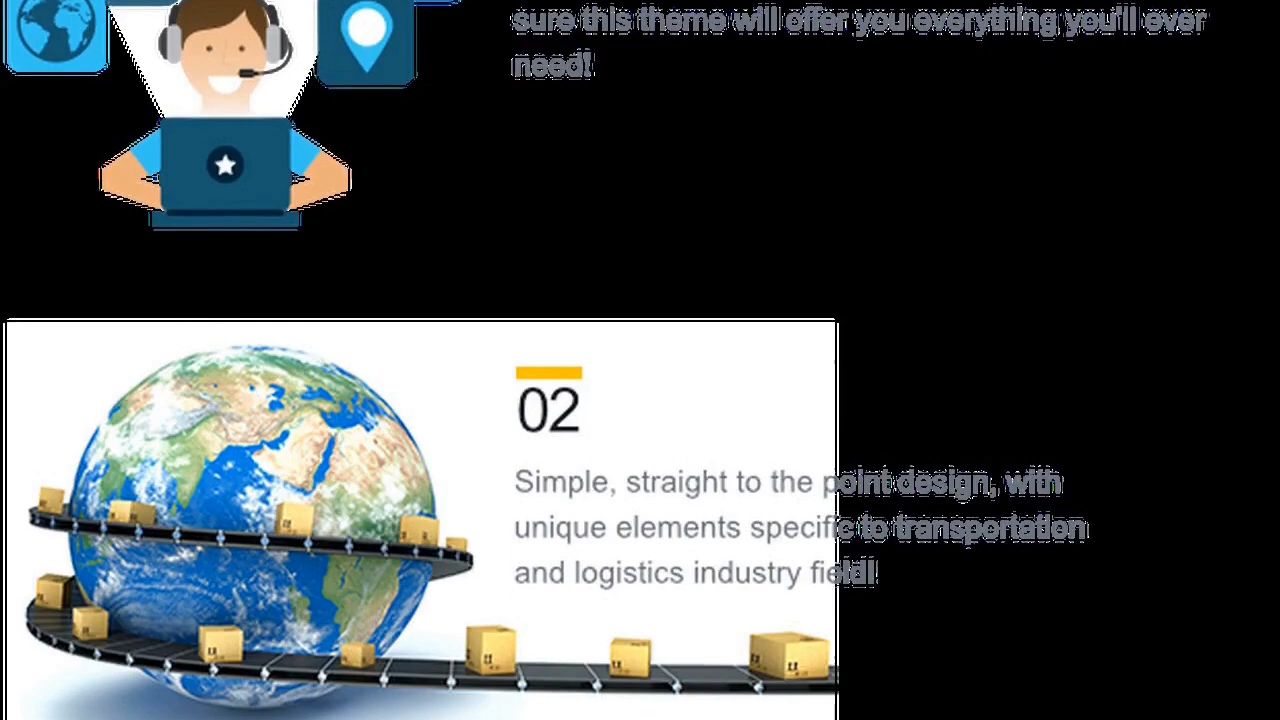 sure this theme will offer you everything you'll ever
need!
02
Simple, straight to the point design, with
unique elements specific to transportation
and logistics industry field!